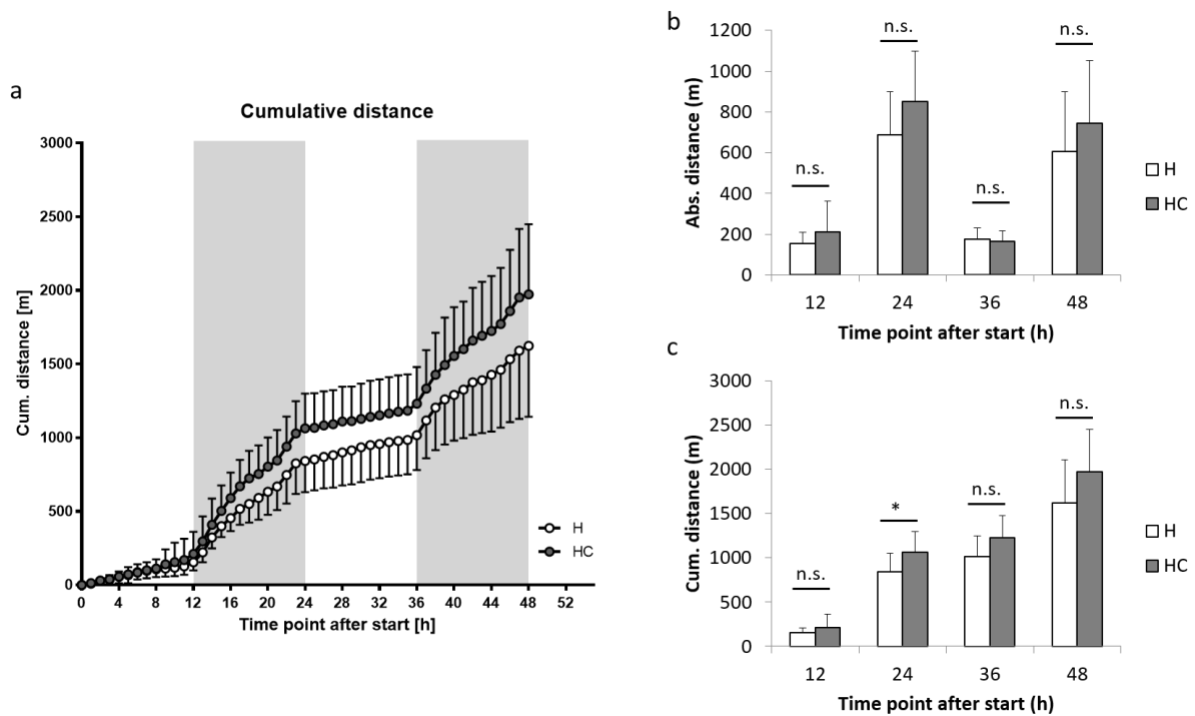 a
Cumulative distance
3000
2500
2000
1500
1000
500
0
Cum. distance [m]
0 4 8 12 16 20 24 28 32 36 40 44 48 52
Time point after start [h]
H
HC
b
1200
1000
800
600
400
200
0
Abs. distance (m)
n.s.
n.s.
n.s.
n.s.
12 24 36 48
Time point after start (h)
H
HC
c
3000
2500
2000
1500
1000
500
0
Cum. distance (m)
n.s.
*
n.s.
n.s.
12 24 36 48
Time point after start (h)
H
HC